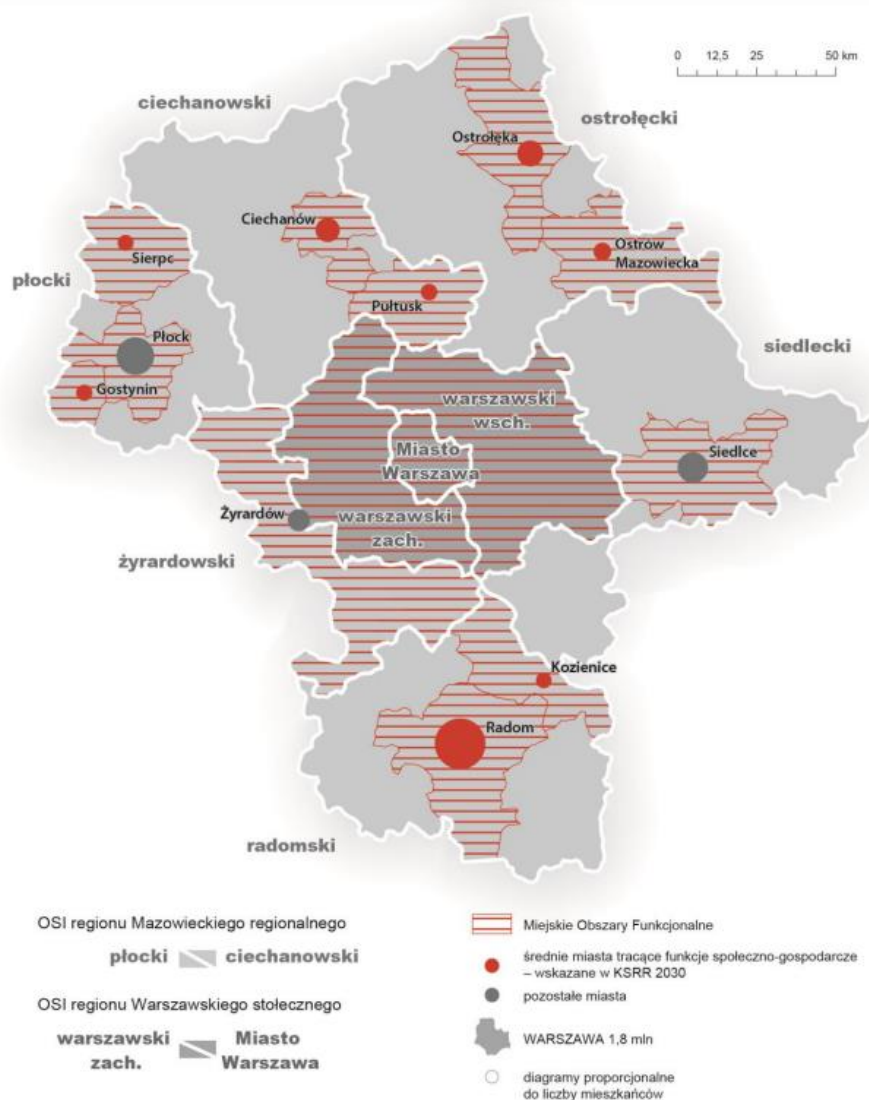 0 12,5 25 50 km
ciechanowski
ostrołęcki
Ostrołęka
Ciechanów
Sierpc
Ostrów
Mazowiecka
płocki
Pułtusk
Płock
siedlecki
Gostynin
warszawski
wsch.
Miasto
Warszawa
Siedlce
Żyrardów
warszawski
zach.
żyrardowski
Kozienice
Radom
radomski
OSI regionu Mazowieckiego regionalnego
płocki ciechanowski
OSI regionu Warszawskiego stołecznego
warszawski
zach.
Miasto
Warszawa
Miejskie Obszary Funkcjonalne
średnie miasta tracące funkcje społeczno-gospodarcze
– wskazane w KSRR 2030
pozostałe miasta
WARSZAWA 1,8 mln
diagramy proporcjonalne
do liczby mieszkańców